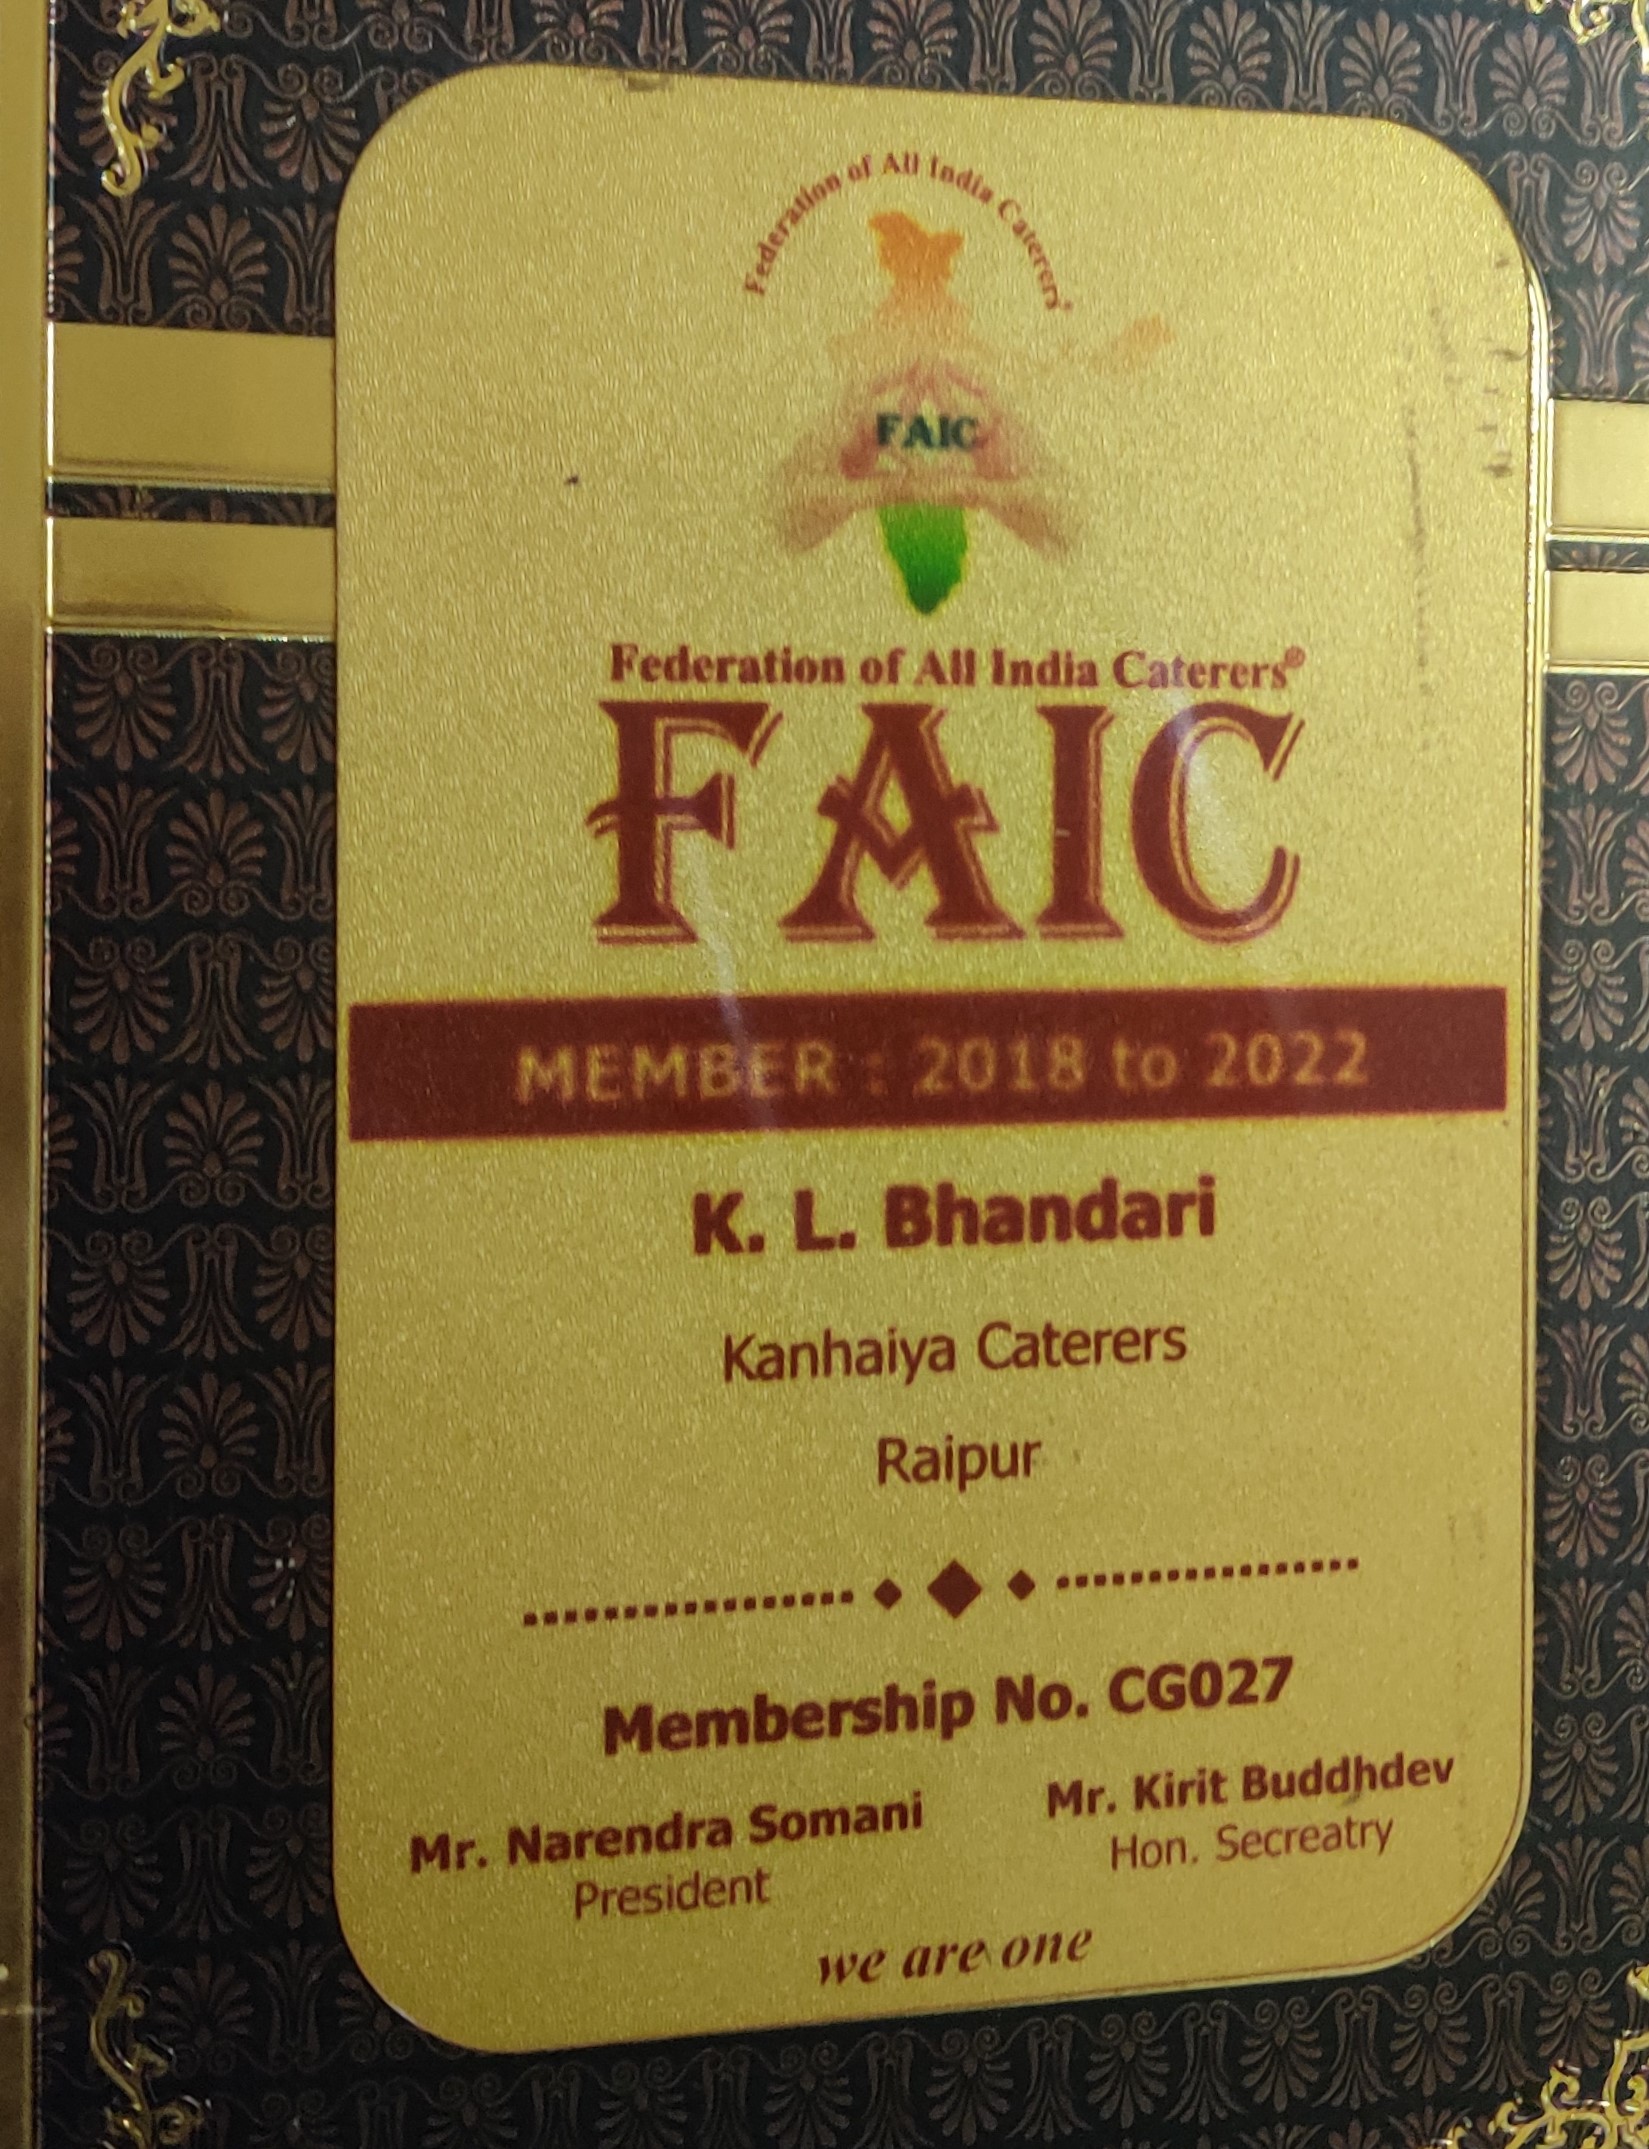 Federation of All India Caterers®
FAIC
Federation of All India Caterers®
FAIC
MEMBER : 2018 to 2022
K. L. Bhandari
Kanhaiya Caterers
Raipur
Membership No. CG027
Mr. Narendra Somani
President
Mr. Kirit Buddhdev
Hon. Secreatry
we are one